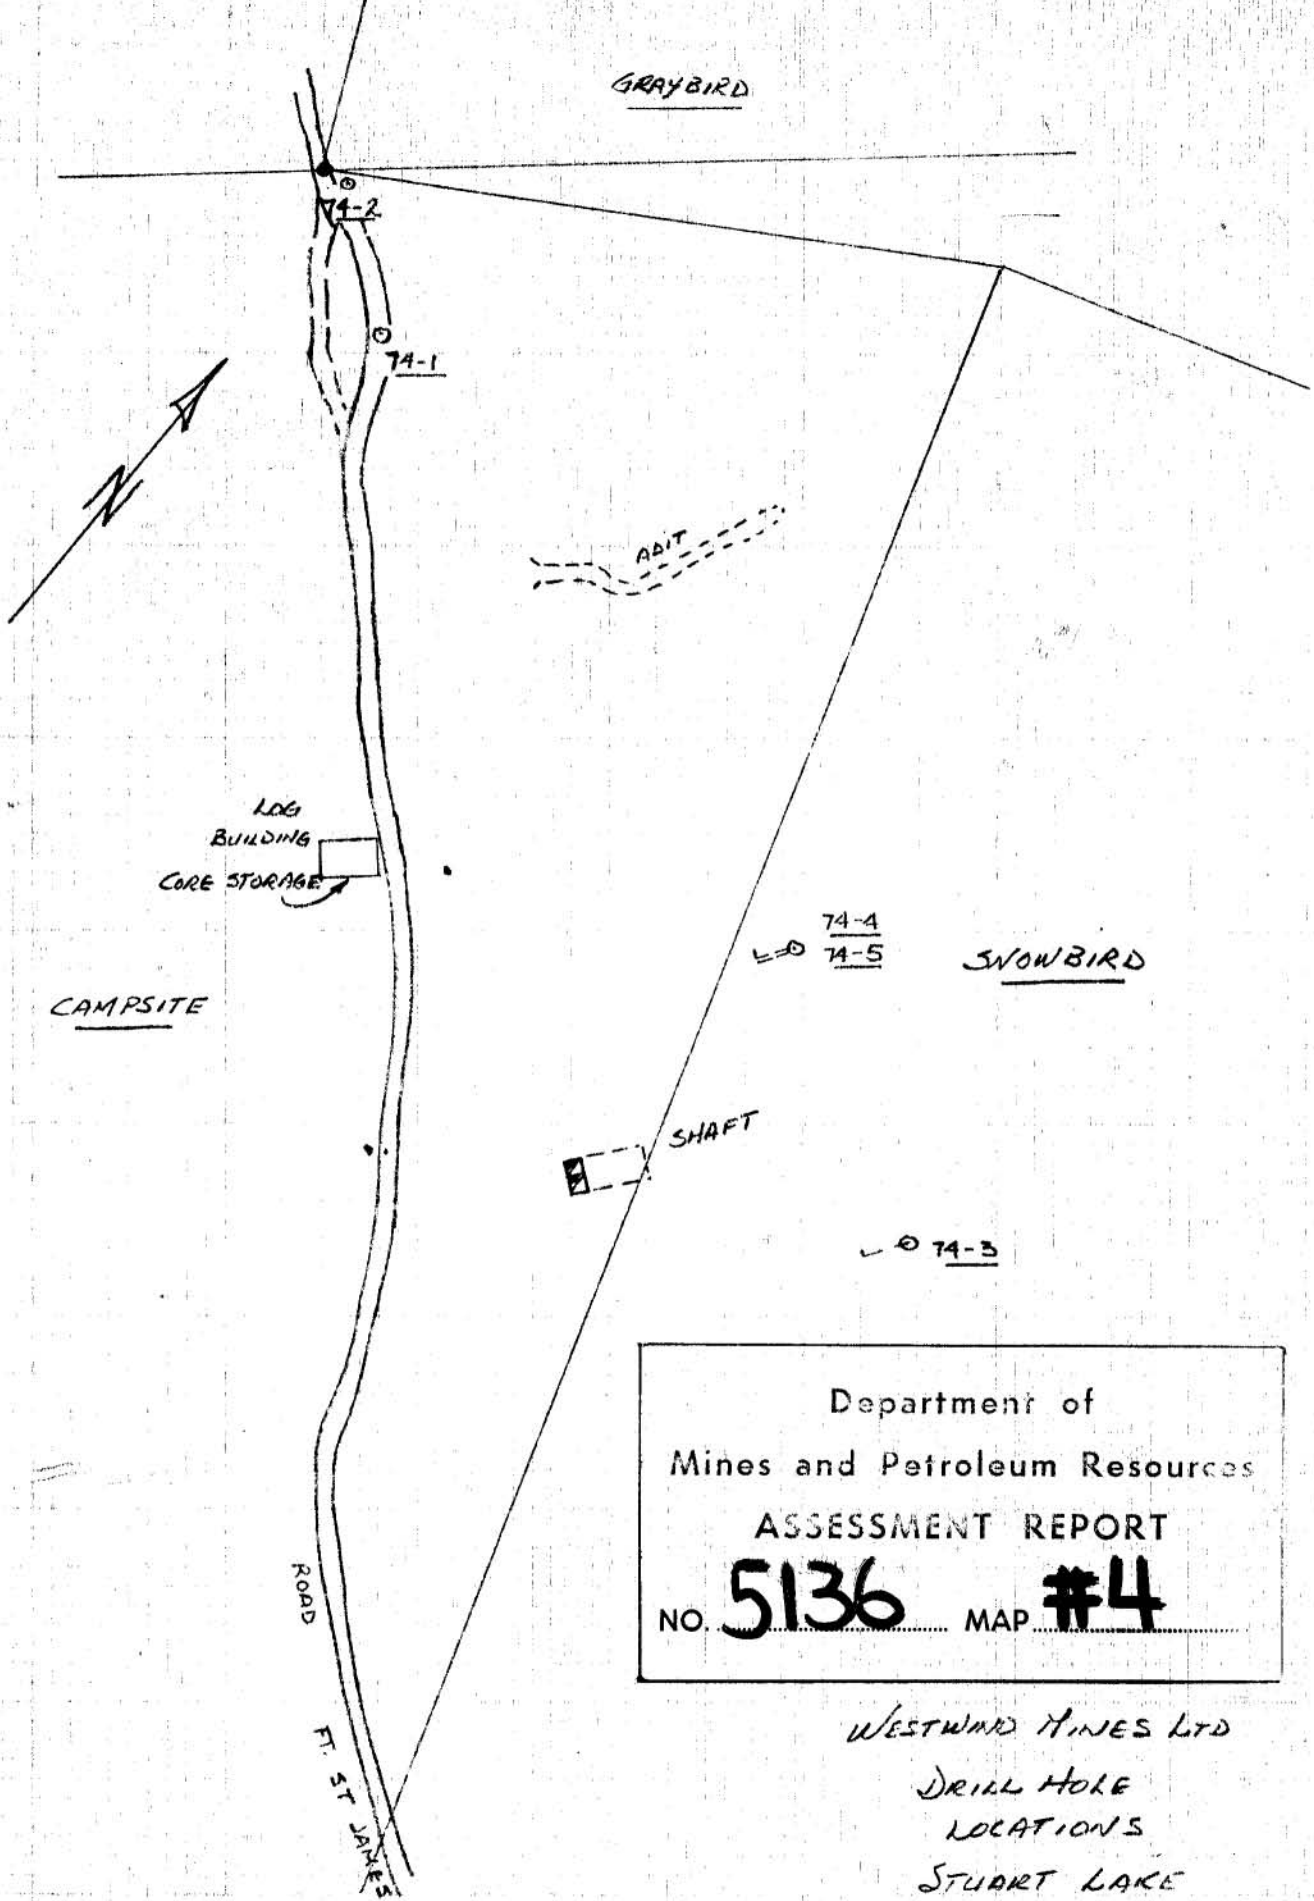 GRAYBIRD
74-2
74-1
N
ADIT
LOG
BUILDING
CORE STORAGE
74-4
74-5
SNOWBIRD
CAMPSITE
SHAFT
74-3
Department of
Mines and Petroleum Resources
ASSESSMENT REPORT
NO. 5136 MAP #4
ROAD
FT. ST JAMES
WESTWIND MINES LTD
DRILL HOLE
LOCATIONS
STUART LAKE